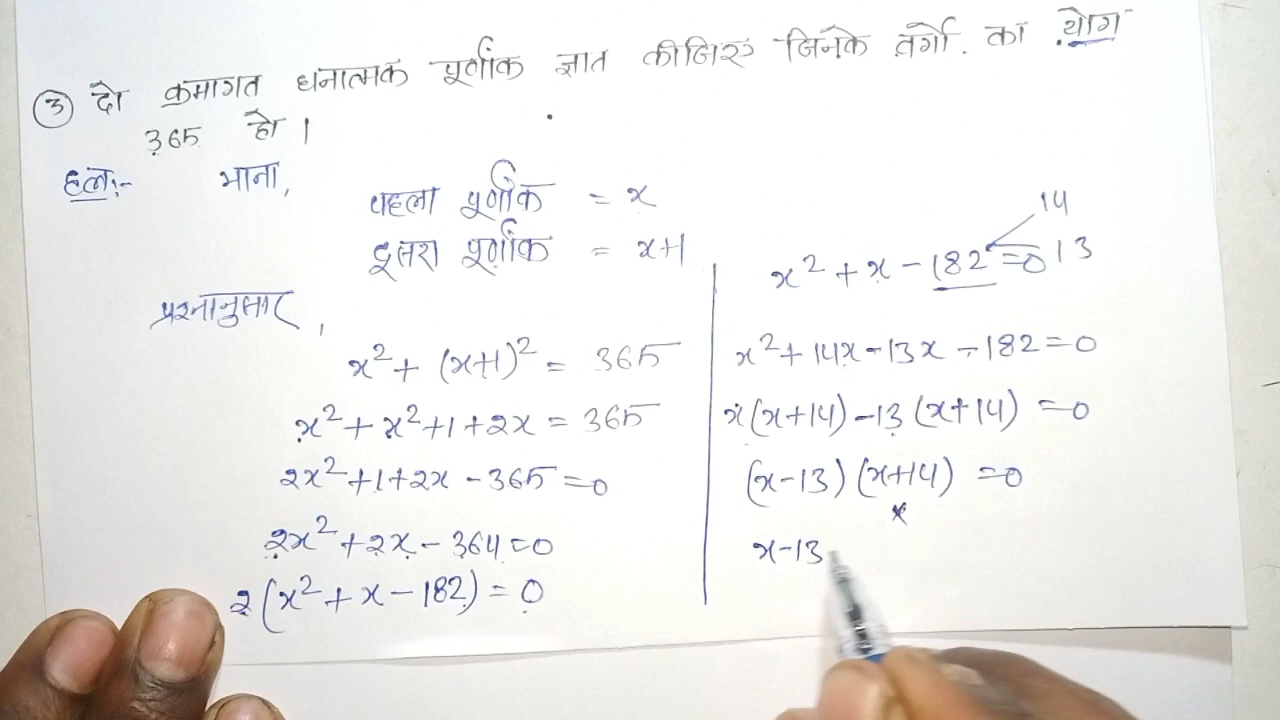 ③ दो क्रमागत धनात्मक पूर्णांक ज्ञात कीजिए जिनके वर्गों का योग
365 हो।
हलः- माना,
पहला पूर्णांक = x
दूसरा पूर्णांक = x+1
प्रश्नानुसार,
x² + (x+1)² = 365
x² + x² + 1 + 2x = 365
2x² + 1 + 2x - 365 = 0
2x² + 2x - 364 = 0
2(x² + x - 182) = 0
14
x² + x - 182 = 0 13
x² + 14x - 13x - 182 = 0
x(x+14) - 13(x+14) = 0
(x-13)(x+14) = 0
x-13